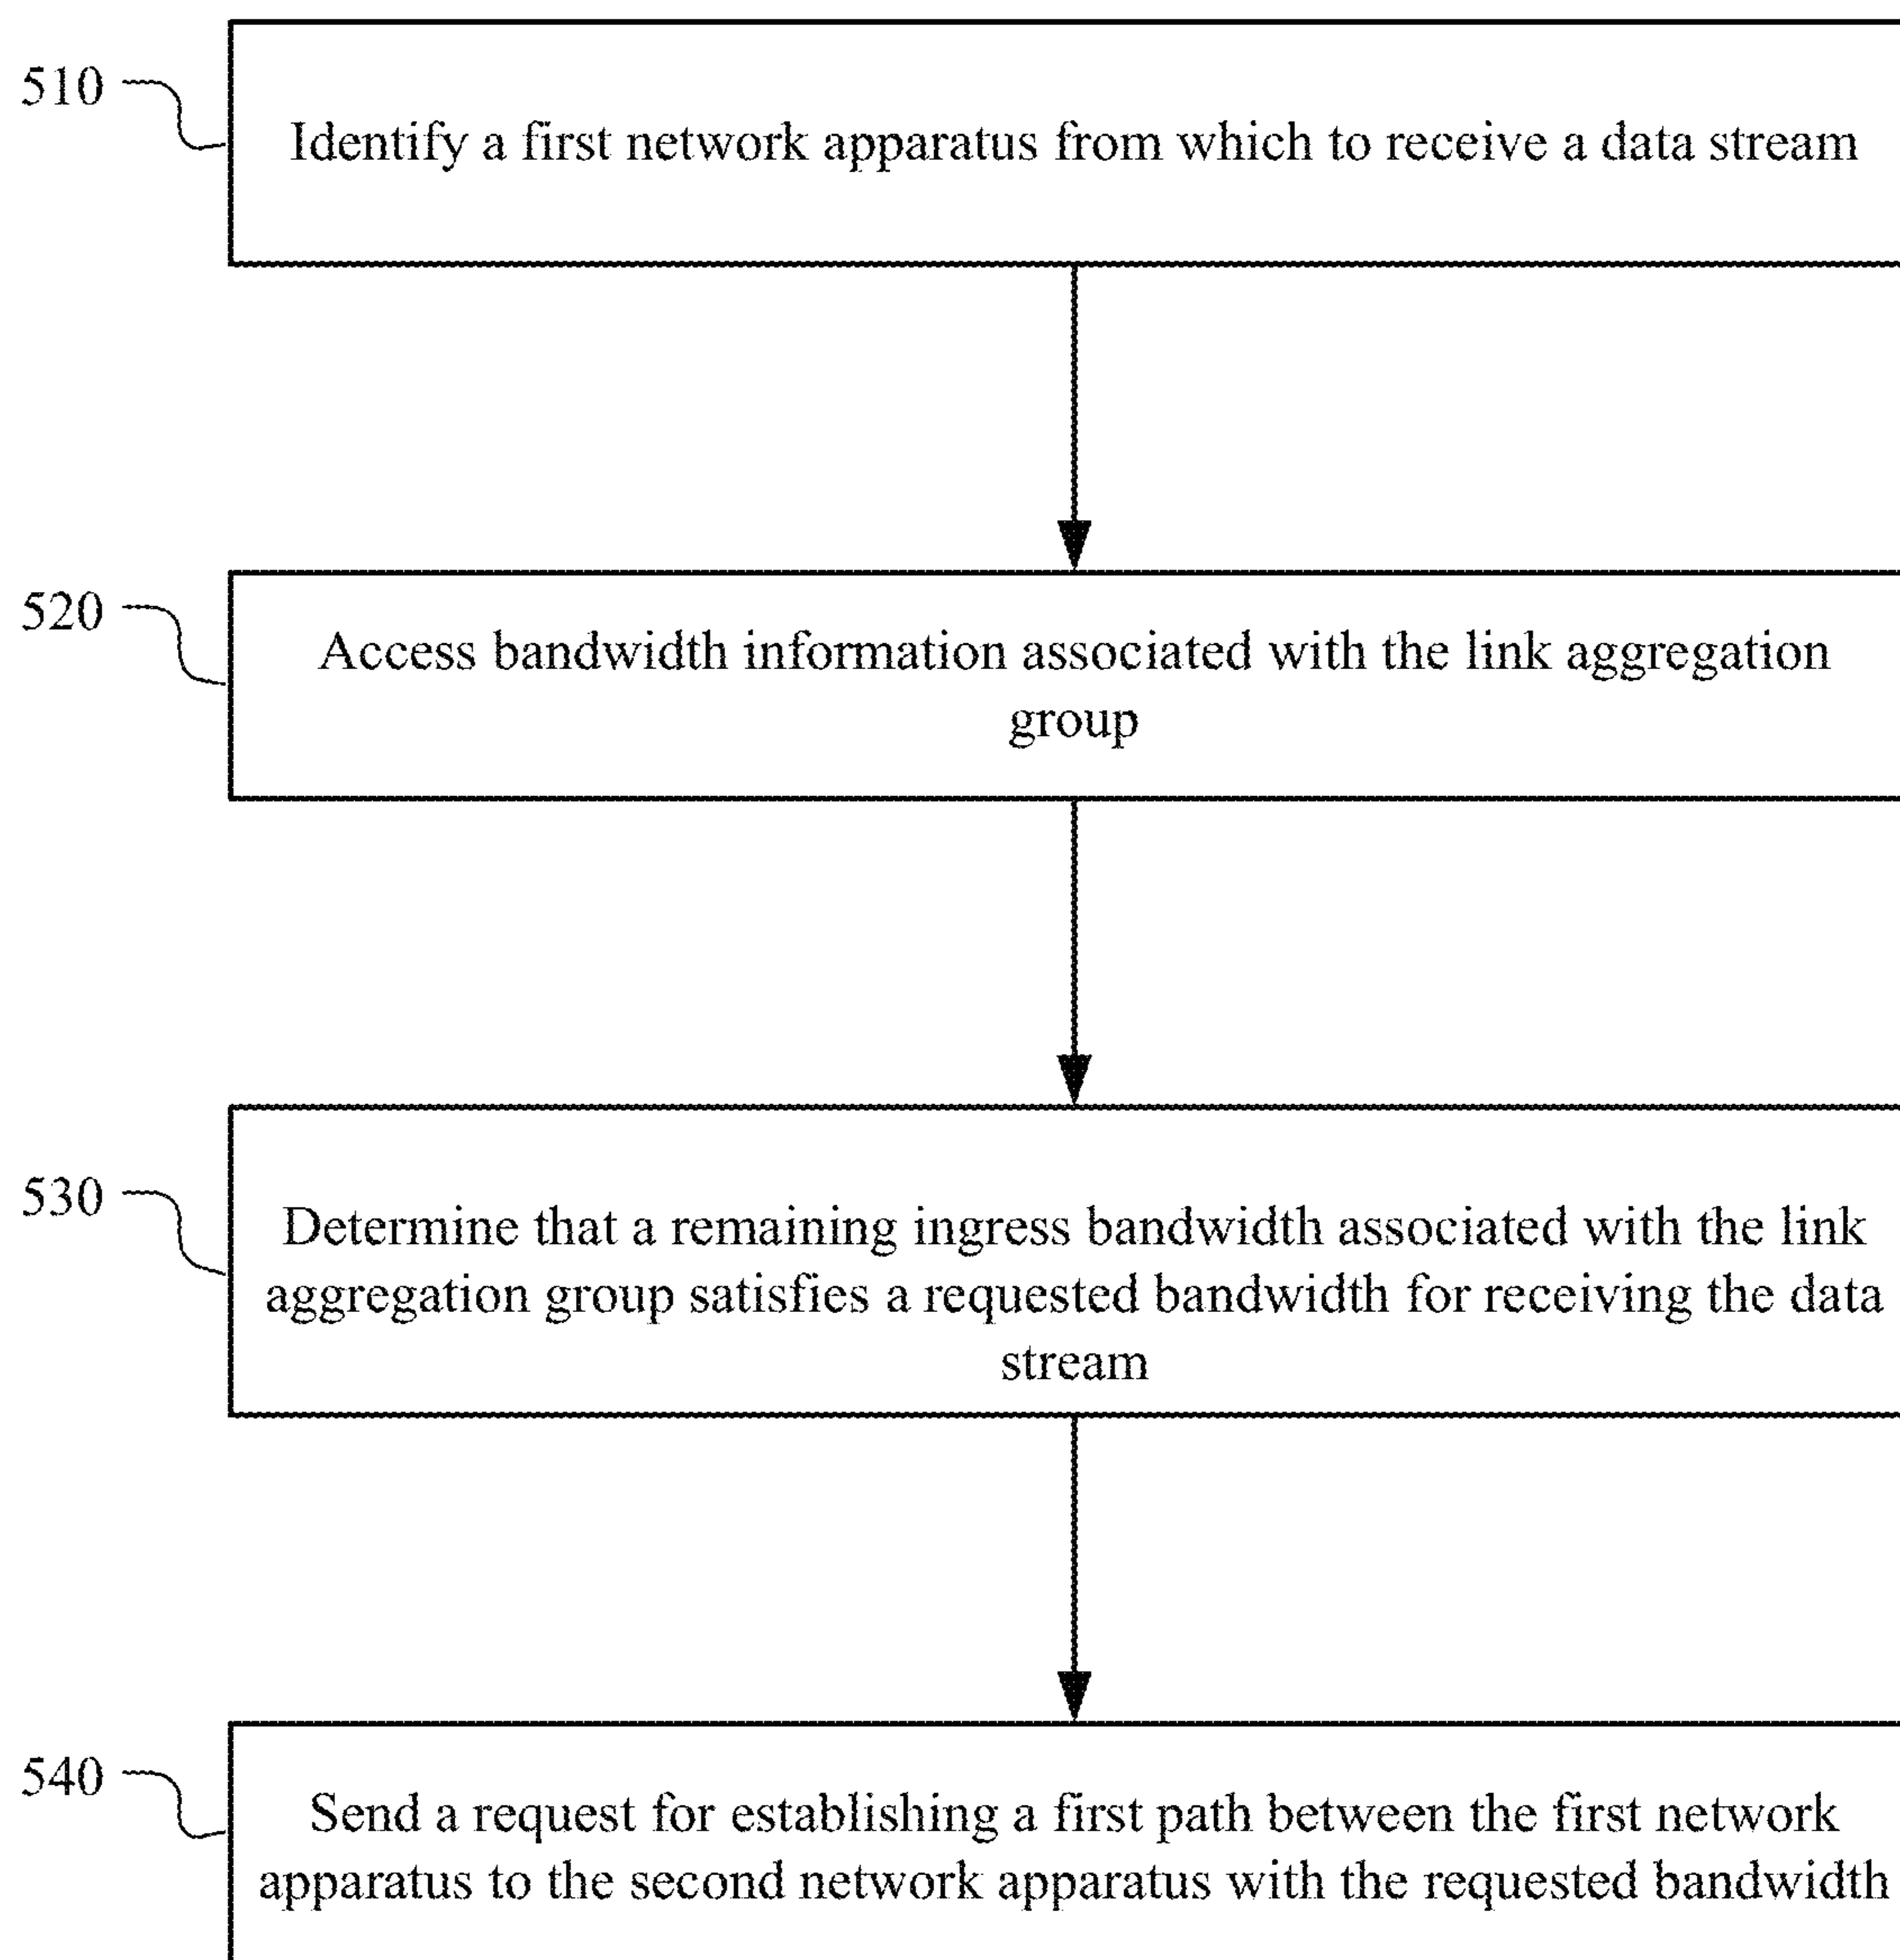 510
Identify a first network apparatus from which to receive a data stream
520
Access bandwidth information associated with the link aggregation
group
530
Determine that a remaining ingress bandwidth associated with the link
aggregation group satisfies a requested bandwidth for receiving the data
stream
540
Send a request for establishing a first path between the first network
apparatus to the second network apparatus with the requested bandwidth